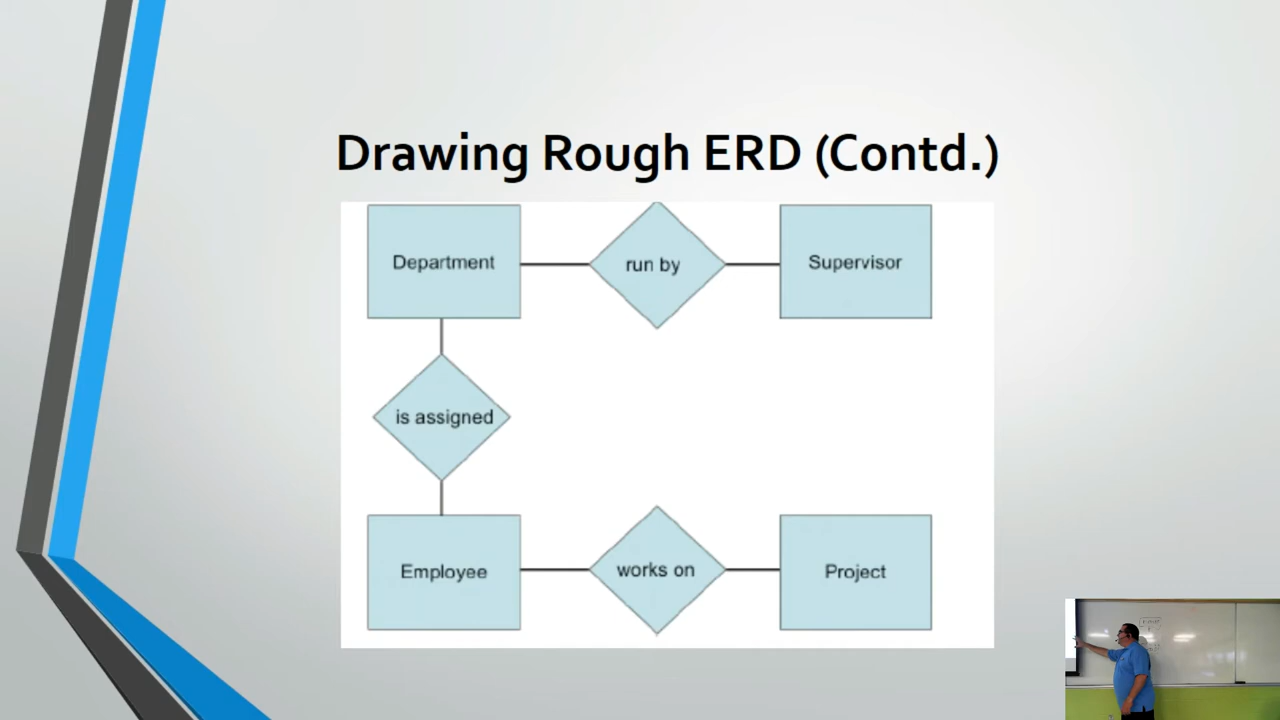 Drawing Rough ERD (Contd.)
Department
run by
Supervisor
is assigned
Employee
works on
Project